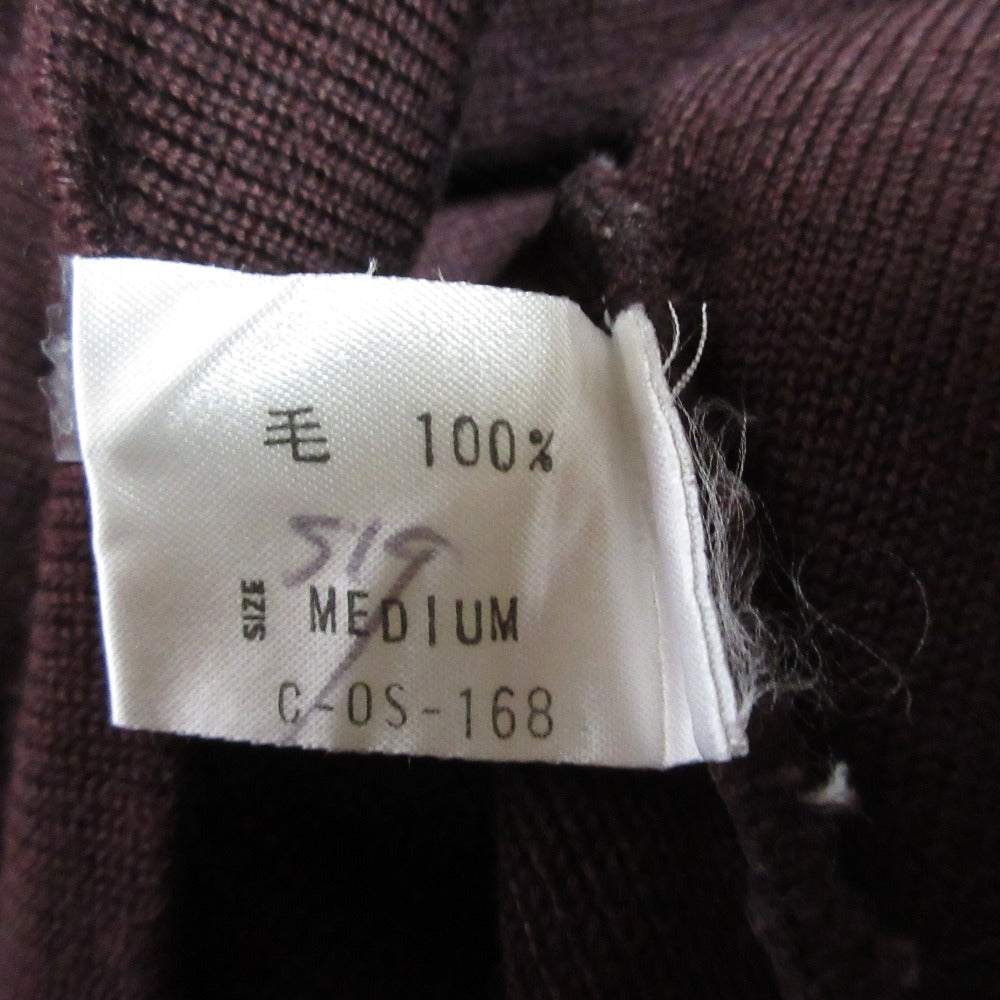 毛 100%
519
SIZE MEDIUM
C-OS-168